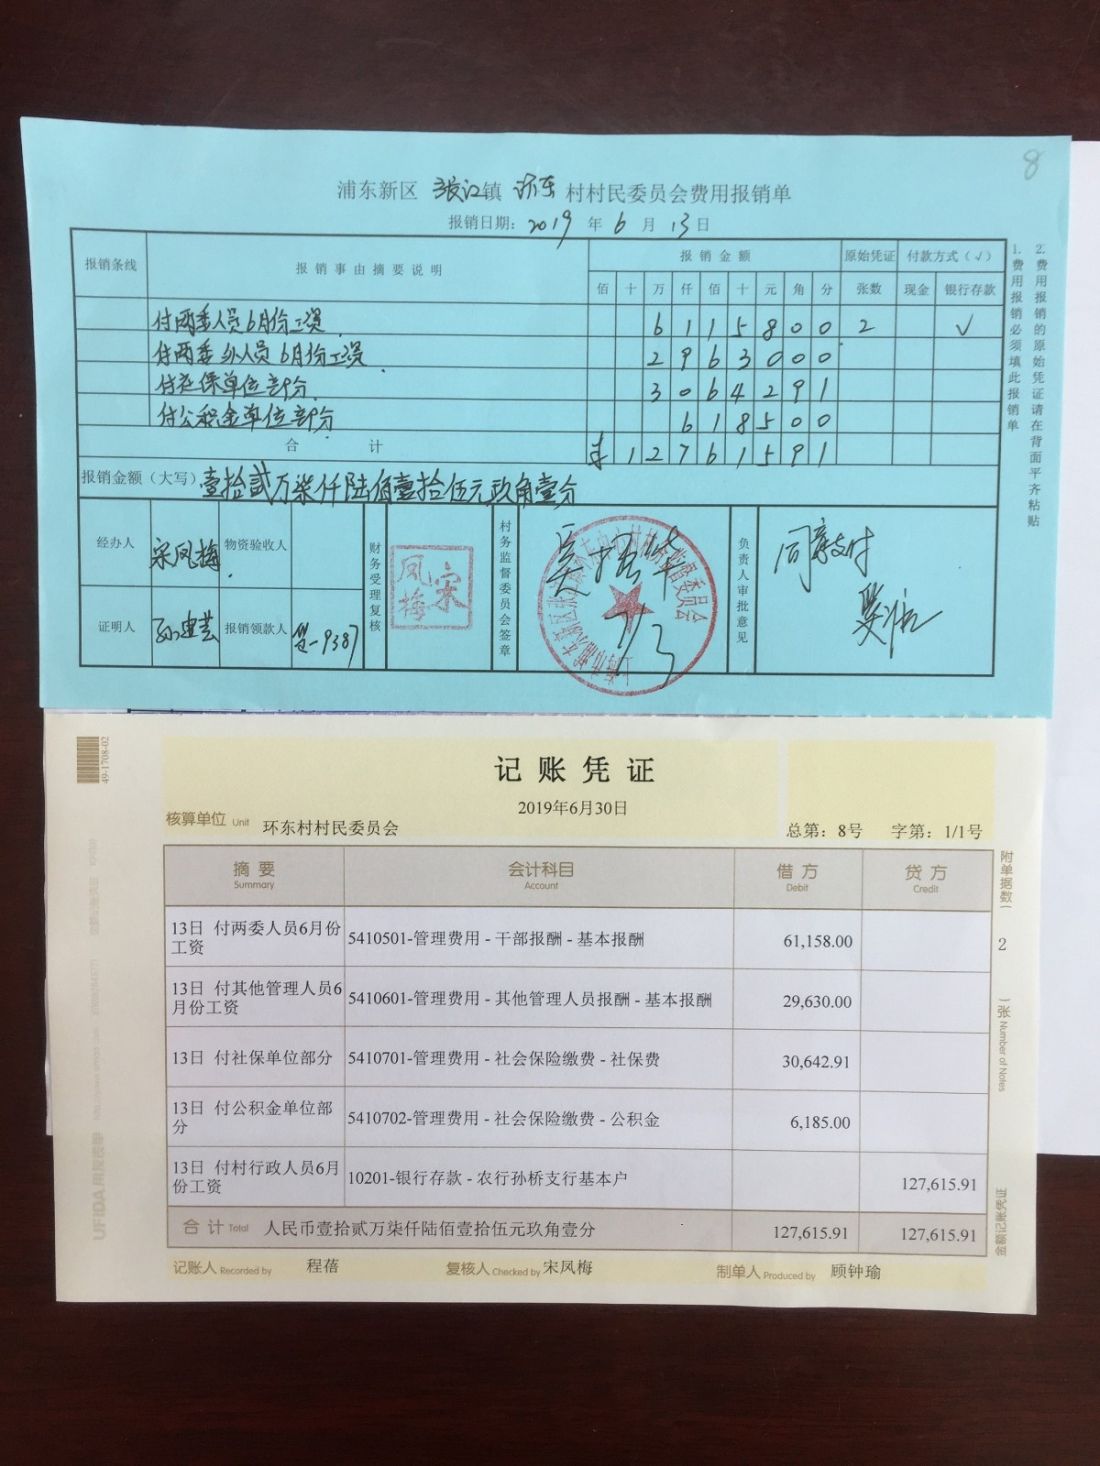 8
浦东新区 张江镇 环东 村村民委员会费用报销单
报销日期: 2019 年 6 月 13 日
报销条线 报销事由摘要说明 报销金额 原始凭证 付款方式(√)
佰 十 万 仟 佰 十 元 角 分 张数 现金 银行存款
付两委人员6月份工资 6 1 1 5 8 0 0 2 √
付两委外人员6月份工资 2 9 6 3 0 0 0
付社保单位部份 3 0 6 4 2 9 1
付公积金单位部份 6 1 8 5 0 0
合 计 ¥ 1 2 7 6 1 5 9 1
报销金额（大写） 壹拾贰万柒仟陆佰壹拾伍元玖角壹分
经办人 宋凤梅 物资验收人 财务受理复核 宋凤梅 村务监督委员会签章 负责人审批意见 同意支付
证明人 报销领款人 银-9387 7/3
1.费用报销必须填此报销单
2.费用报销的原始凭证请在背面平齐粘贴
49-1708-02
记账凭证
2019年6月30日
核算单位 Unit 环东村村民委员会 总第: 8号 字第: 1/1号
摘要 Summary 会计科目 Account 借方 Debit 贷方 Credit
13日 付两委人员6月份工资 5410501-管理费用 - 干部报酬 - 基本报酬 61,158.00
13日 付其他管理人员6月份工资 5410601-管理费用 - 其他管理人员报酬 - 基本报酬 29,630.00
13日 付社保单位部分 5410701-管理费用 - 社会保险缴费 - 社保费 30,642.91
13日 付公积金单位部分 5410702-管理费用 - 社会保险缴费 - 公积金 6,185.00
13日 付村行政人员6月份工资 10201-银行存款 - 农行孙桥支行基本户 127,615.91
合计 Total 人民币壹拾贰万柒仟陆佰壹拾伍元玖角壹分 127,615.91 127,615.91
记账人 Recorded by 程蓓 复核人 Checked by 宋凤梅 制单人 Produced by 顾钟瑜
附单据数( 2 张) Number of Notes
金额记账凭证
UFIDA